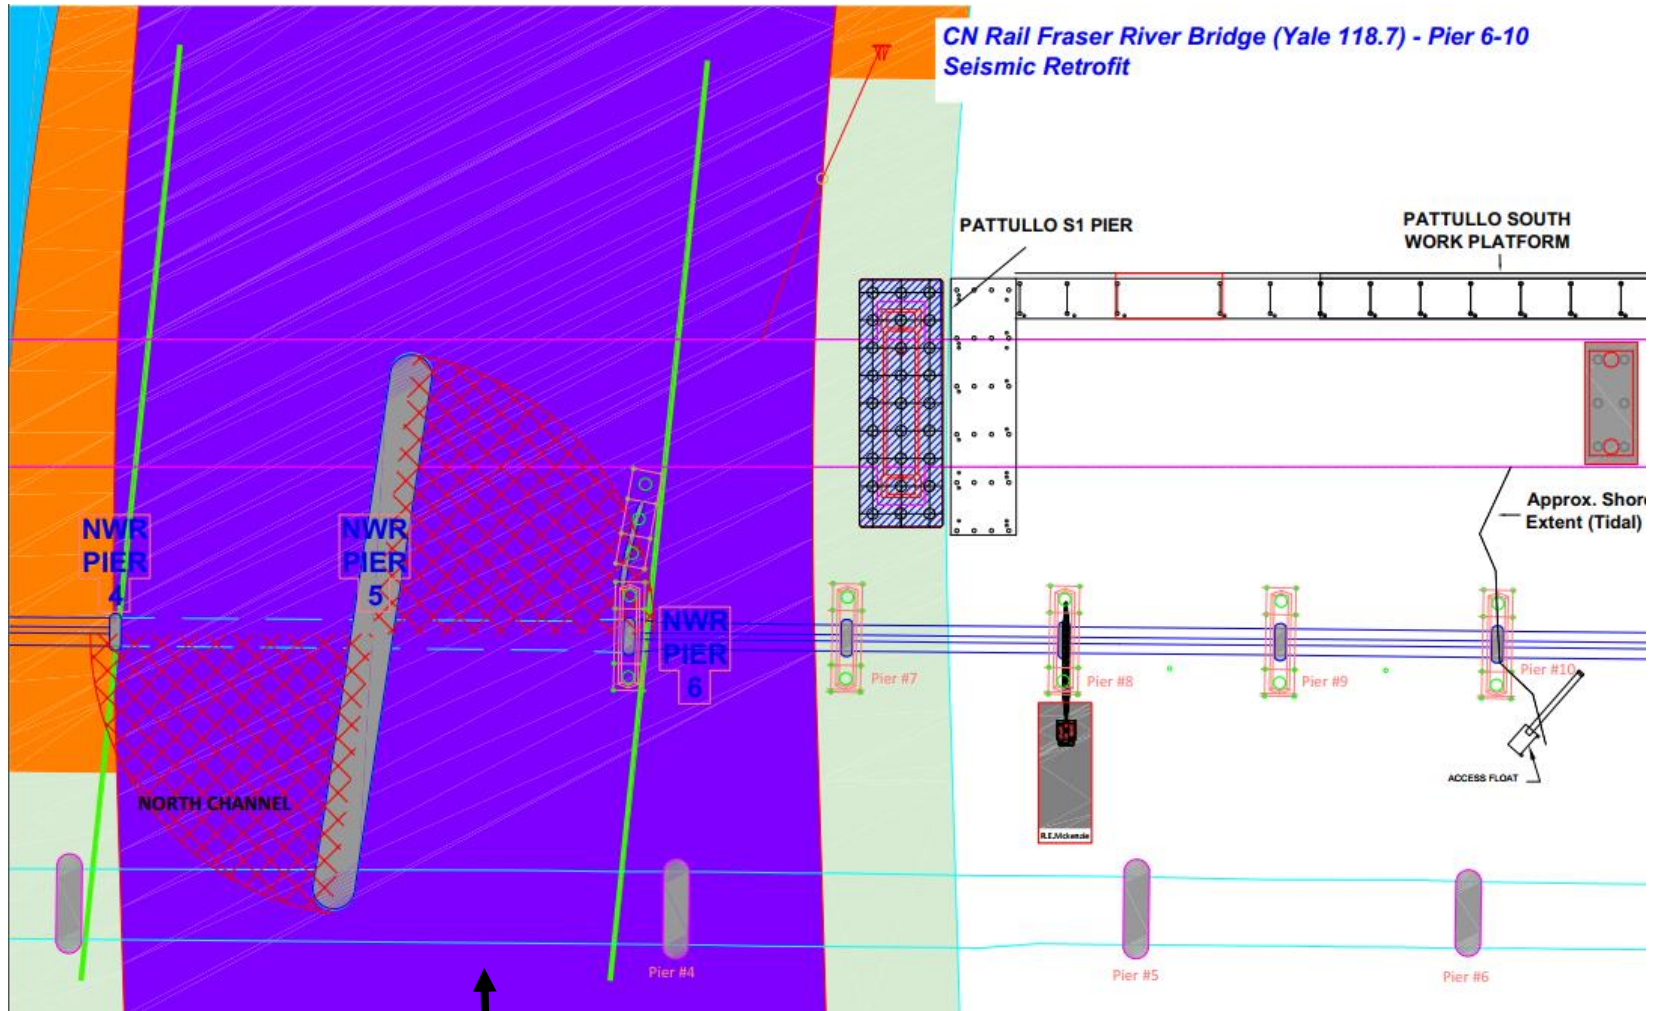 CN Rail Fraser River Bridge (Yale 118.7) - Pier 6-10
Seismic Retrofit
PATTULLO S1 PIER
PATTULLO SOUTH
WORK PLATFORM
Approx. Shor
Extent (Tidal)
NWR
PIER
4
NWR
PIER
5
NWR
PIER
6
Pier #7
Pier #8
Pier #9
Pier #10
ACCESS FLOAT
NORTH CHANNEL
R.E.Mckenzie
Pier #4
Pier #5
Pier #6